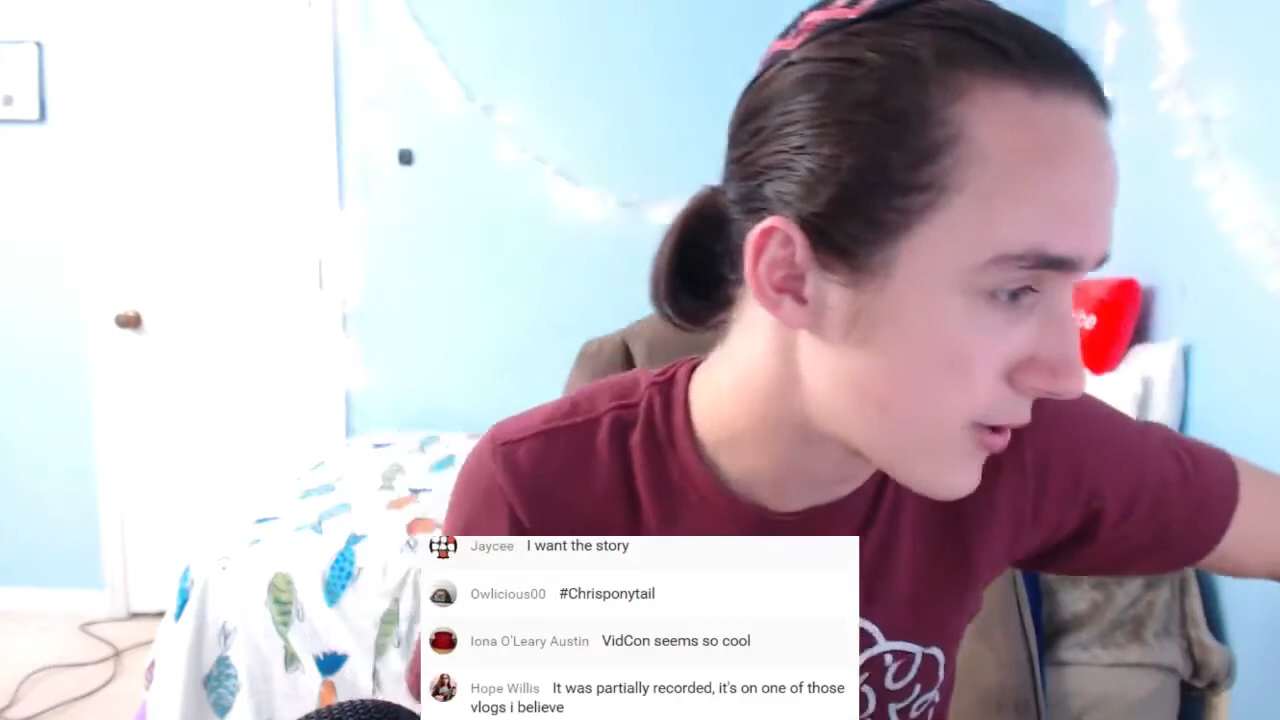 Jaycee I want the story
Owlicious00 #Chrisponytail
Iona O'Leary Austin VidCon seems so cool
Hope Willis It was partially recorded, it's on one of those
vlogs i believe